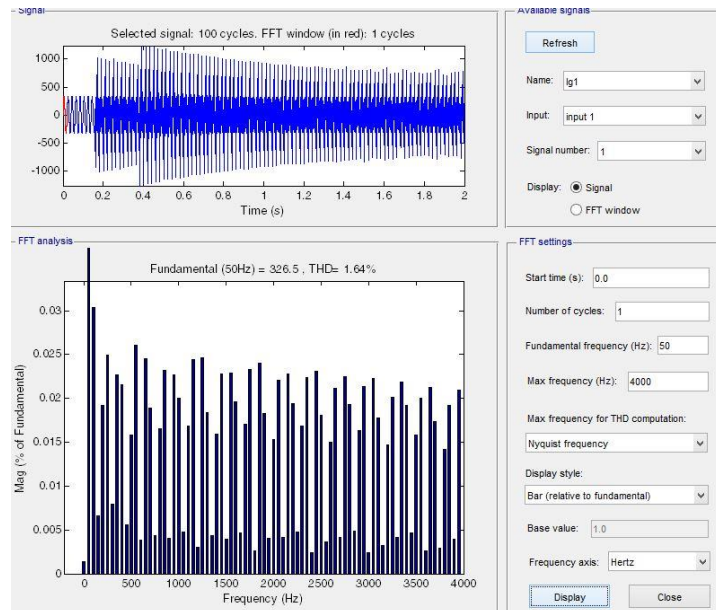 Signal
Selected signal: 100 cycles. FFT window (in red): 1 cycles
1000
500
0
-500
-1000
0 0.2 0.4 0.6 0.8 1 1.2 1.4 1.6 1.8 2
Time (s)
Available signals
Refresh
Name: Ig1
Input: input 1
Signal number: 1
Display: Signal
FFT window
FFT analysis
Fundamental (50Hz) = 326.5 , THD= 1.64%
Mag (% of Fundamental)
0.03
0.025
0.02
0.015
0.01
0.005
0
0 500 1000 1500 2000 2500 3000 3500 4000
Frequency (Hz)
FFT settings
Start time (s): 0.0
Number of cycles: 1
Fundamental frequency (Hz): 50
Max frequency (Hz): 4000
Max frequency for THD computation:
Nyquist frequency
Display style:
Bar (relative to fundamental)
Base value: 1.0
Frequency axis: Hertz
Display Close